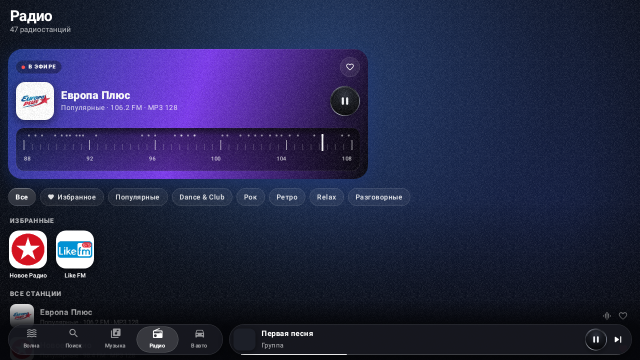 Радио
47 радиостанций
В ЭФИРЕ
Европа Плюс
Популярные · 106.2 FM · MP3 128
88 92 96 100 104 108
Все Избранное Популярные Dance & Club Рок Ретро Relax Разговорные
ИЗБРАННЫЕ
Like fm
Новое Радио Like FM
ВСЕ СТАНЦИИ
Европа Плюс
Волна Поиск Музыка Радио В авто
Первая песня
Группа